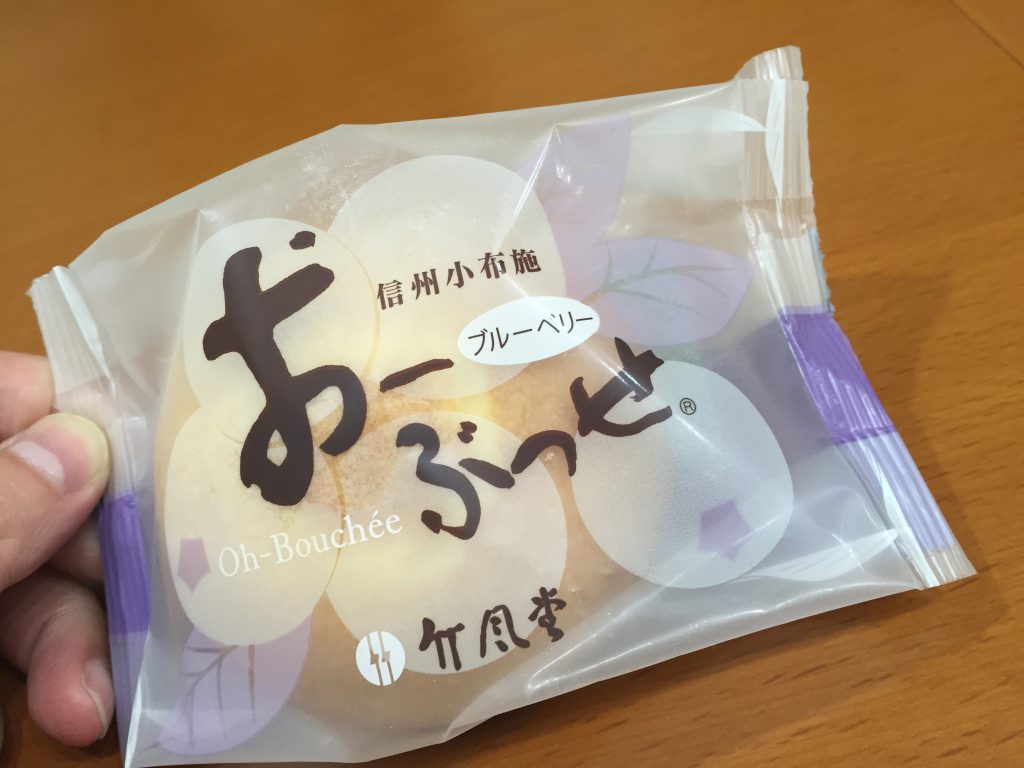 信州小布施
ブルーベリー
おーぶっせ®
Oh-Bouchée
竹風堂